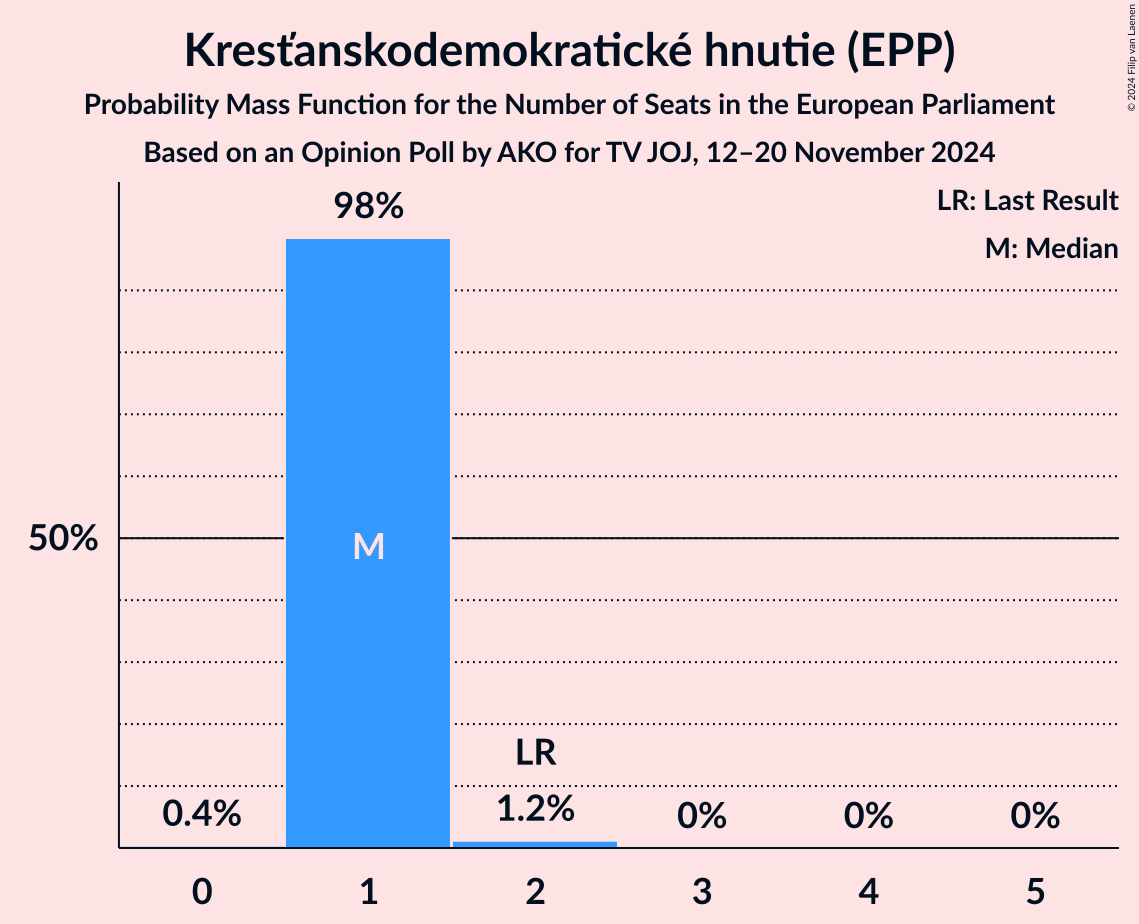 Kresťanskodemokratické hnutie (EPP)
Probability Mass Function for the Number of Seats in the European Parliament
Based on an Opinion Poll by AKO for TV JOJ, 12–20 November 2024
© 2024 Filip van Laenen
LR: Last Result
M: Median
98%
50%
M
LR
0.4%
1.2%
0%
0%
0%
0 1 2 3 4 5